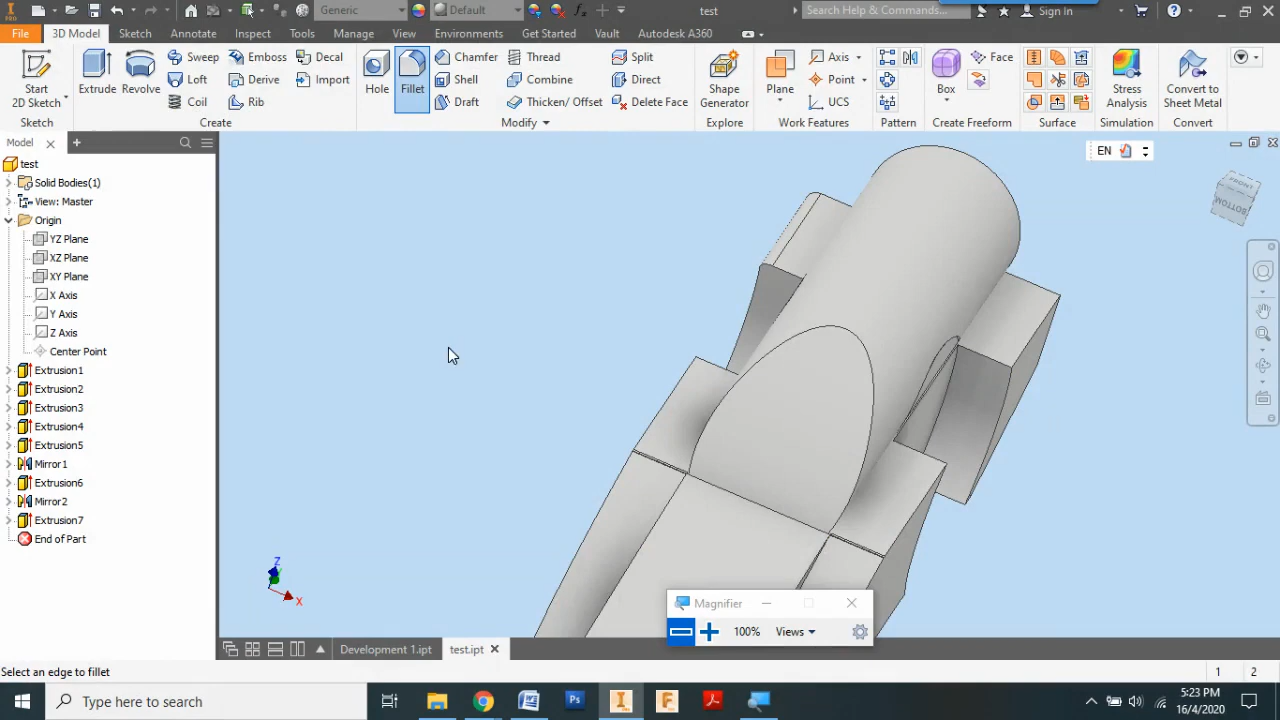 PRO
Generic
Default
test
Search Help & Commands...
Sign In
File
3D Model
Sketch
Annotate
Inspect
Tools
Manage
View
Environments
Get Started
Vault
Autodesk A360
Start
2D Sketch
Sketch
Extrude
Revolve
Sweep
Loft
Coil
Emboss
Derive
Rib
Decal
Import
Create
Hole
Fillet
Chamfer
Shell
Draft
Thread
Combine
Thicken/ Offset
Split
Direct
Delete Face
Modify
Shape
Generator
Explore
Plane
Axis
Point
UCS
Work Features
Pattern
Box
Face
Create Freeform
Surface
Stress
Analysis
Simulation
Convert to
Sheet Metal
Convert
Model
test
Solid Bodies(1)
View: Master
Origin
YZ Plane
XZ Plane
XY Plane
X Axis
Y Axis
Z Axis
Center Point
Extrusion1
Extrusion2
Extrusion3
Extrusion4
Extrusion5
Mirror1
Extrusion6
Mirror2
Extrusion7
End of Part
EN
FRONT
BOTTOM
Z
X
Magnifier
100%
Views
Development 1.ipt
test.ipt
Select an edge to fillet
1
2
Type here to search
Ps
5:23 PM
16/4/2020